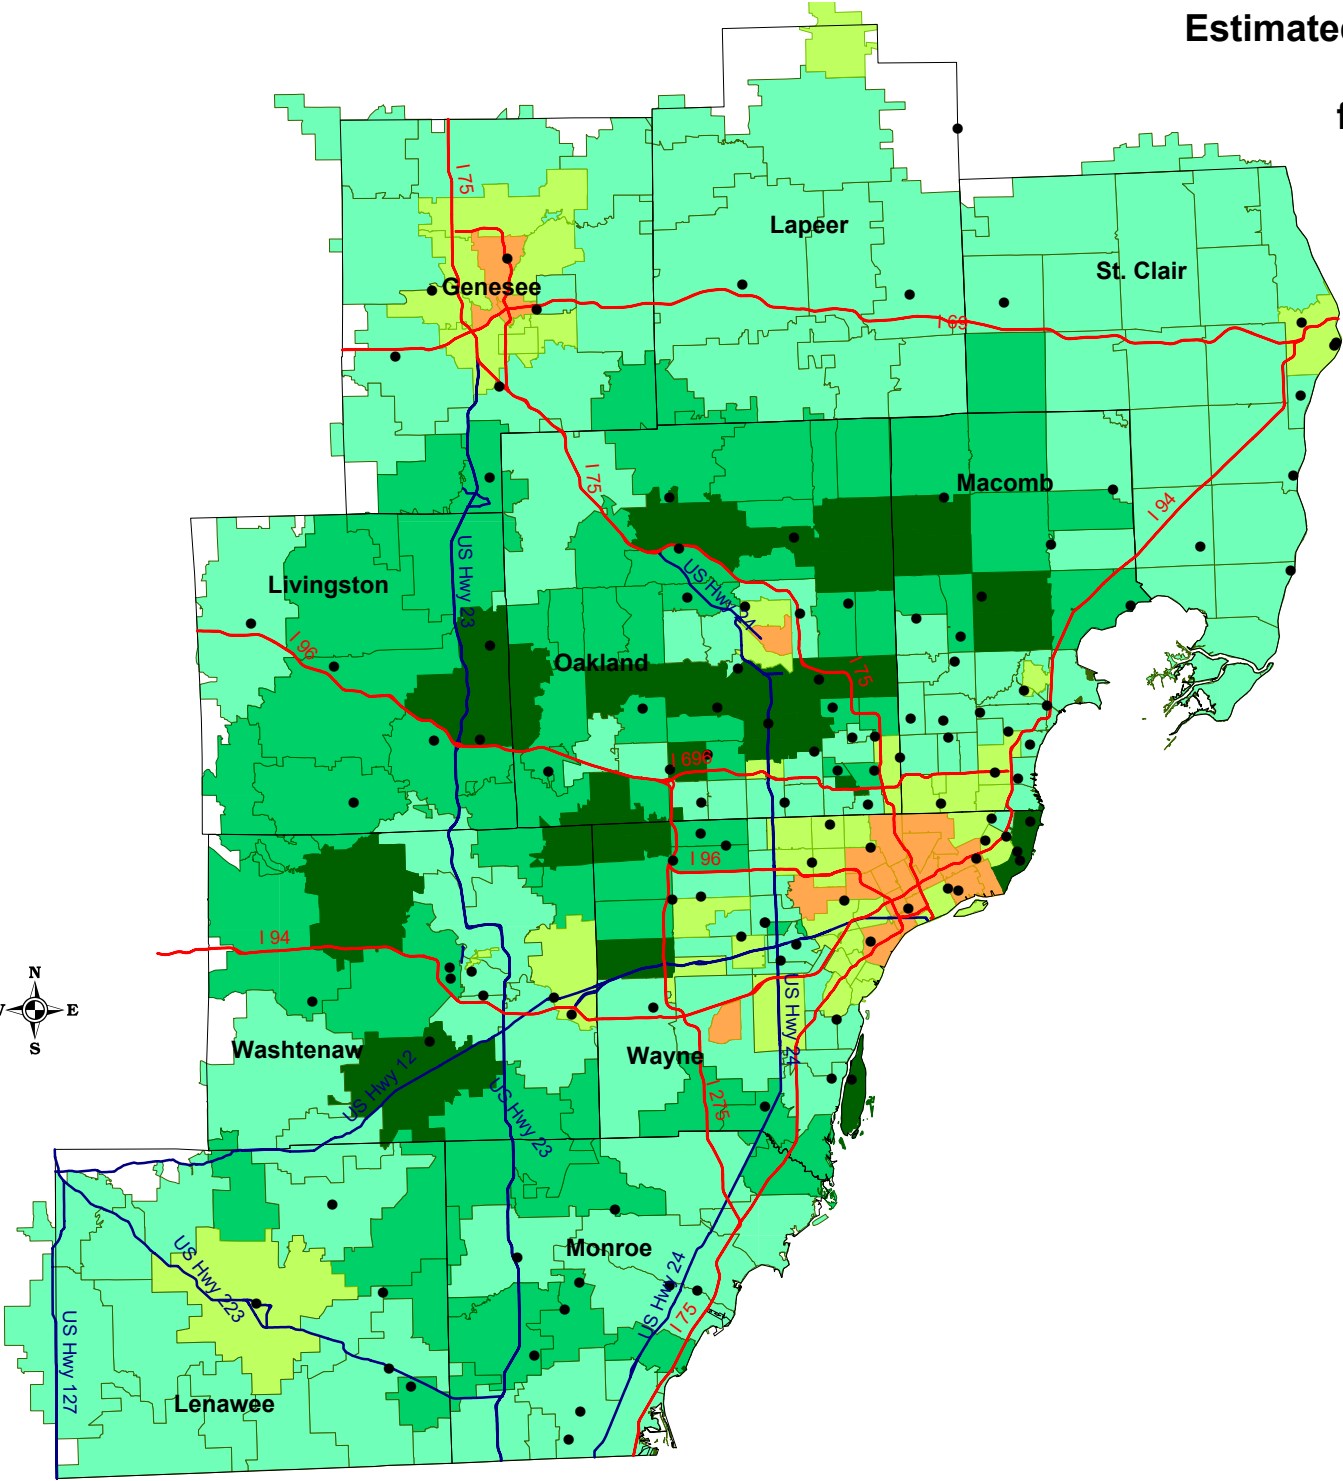 Estimated
f
I 75
Lapeer
St. Clair
Genesee
I 69
I 75
Macomb
I 94
US Hwy 23
US Hwy 24
Livingston
I 96
Oakland
I 75
I 696
I 96
I 94
N
E
S
US Hwy 24
Washtenaw
US Hwy 12
Wayne
I 275
US Hwy 23
US Hwy 223
Monroe
US Hwy 24
I 75
US Hwy 127
Lenawee